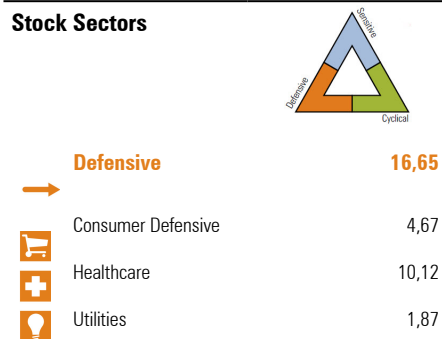 Stock Sectors
Sensitive
Defensive
Cyclical
Defensive 16,65
Consumer Defensive 4,67
Healthcare 10,12
Utilities 1,87